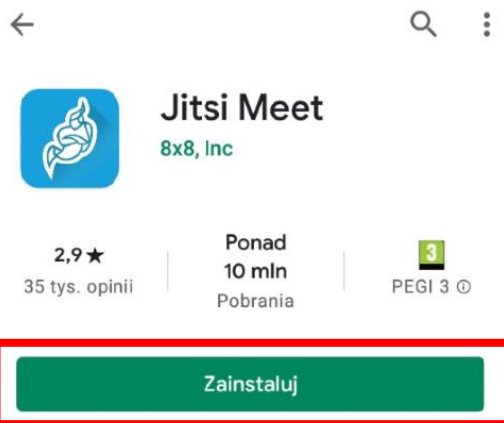 Jitsi Meet
8x8, Inc
2,9★
35 tys. opinii
Ponad
10 mln
Pobrania
3
PEGI 3 ⓘ
Zainstaluj